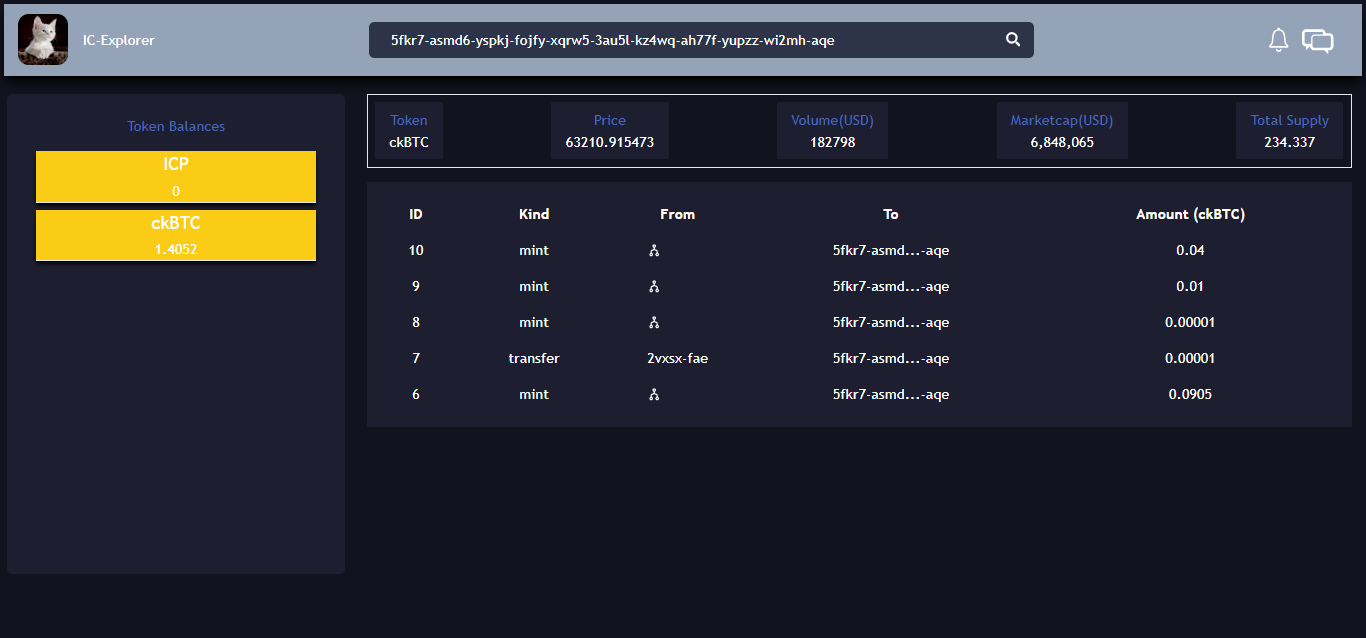 IC-Explorer
5fkr7-asmd6-yspkj-fojfy-xqrw5-3au5l-kz4wq-ah77f-yupzz-wi2mh-aqe
Token Balances
ICP
0
ckBTC
1.4052
Token Price Volume(USD) Marketcap(USD) Total Supply
ckBTC 63210.915473 182798 6,848,065 234.337
ID Kind From To Amount (ckBTC)
10 mint 5fkr7-asmd...-aqe 0.04
9 mint 5fkr7-asmd...-aqe 0.01
8 mint 5fkr7-asmd...-aqe 0.00001
7 transfer 2vxsx-fae 5fkr7-asmd...-aqe 0.00001
6 mint 5fkr7-asmd...-aqe 0.0905